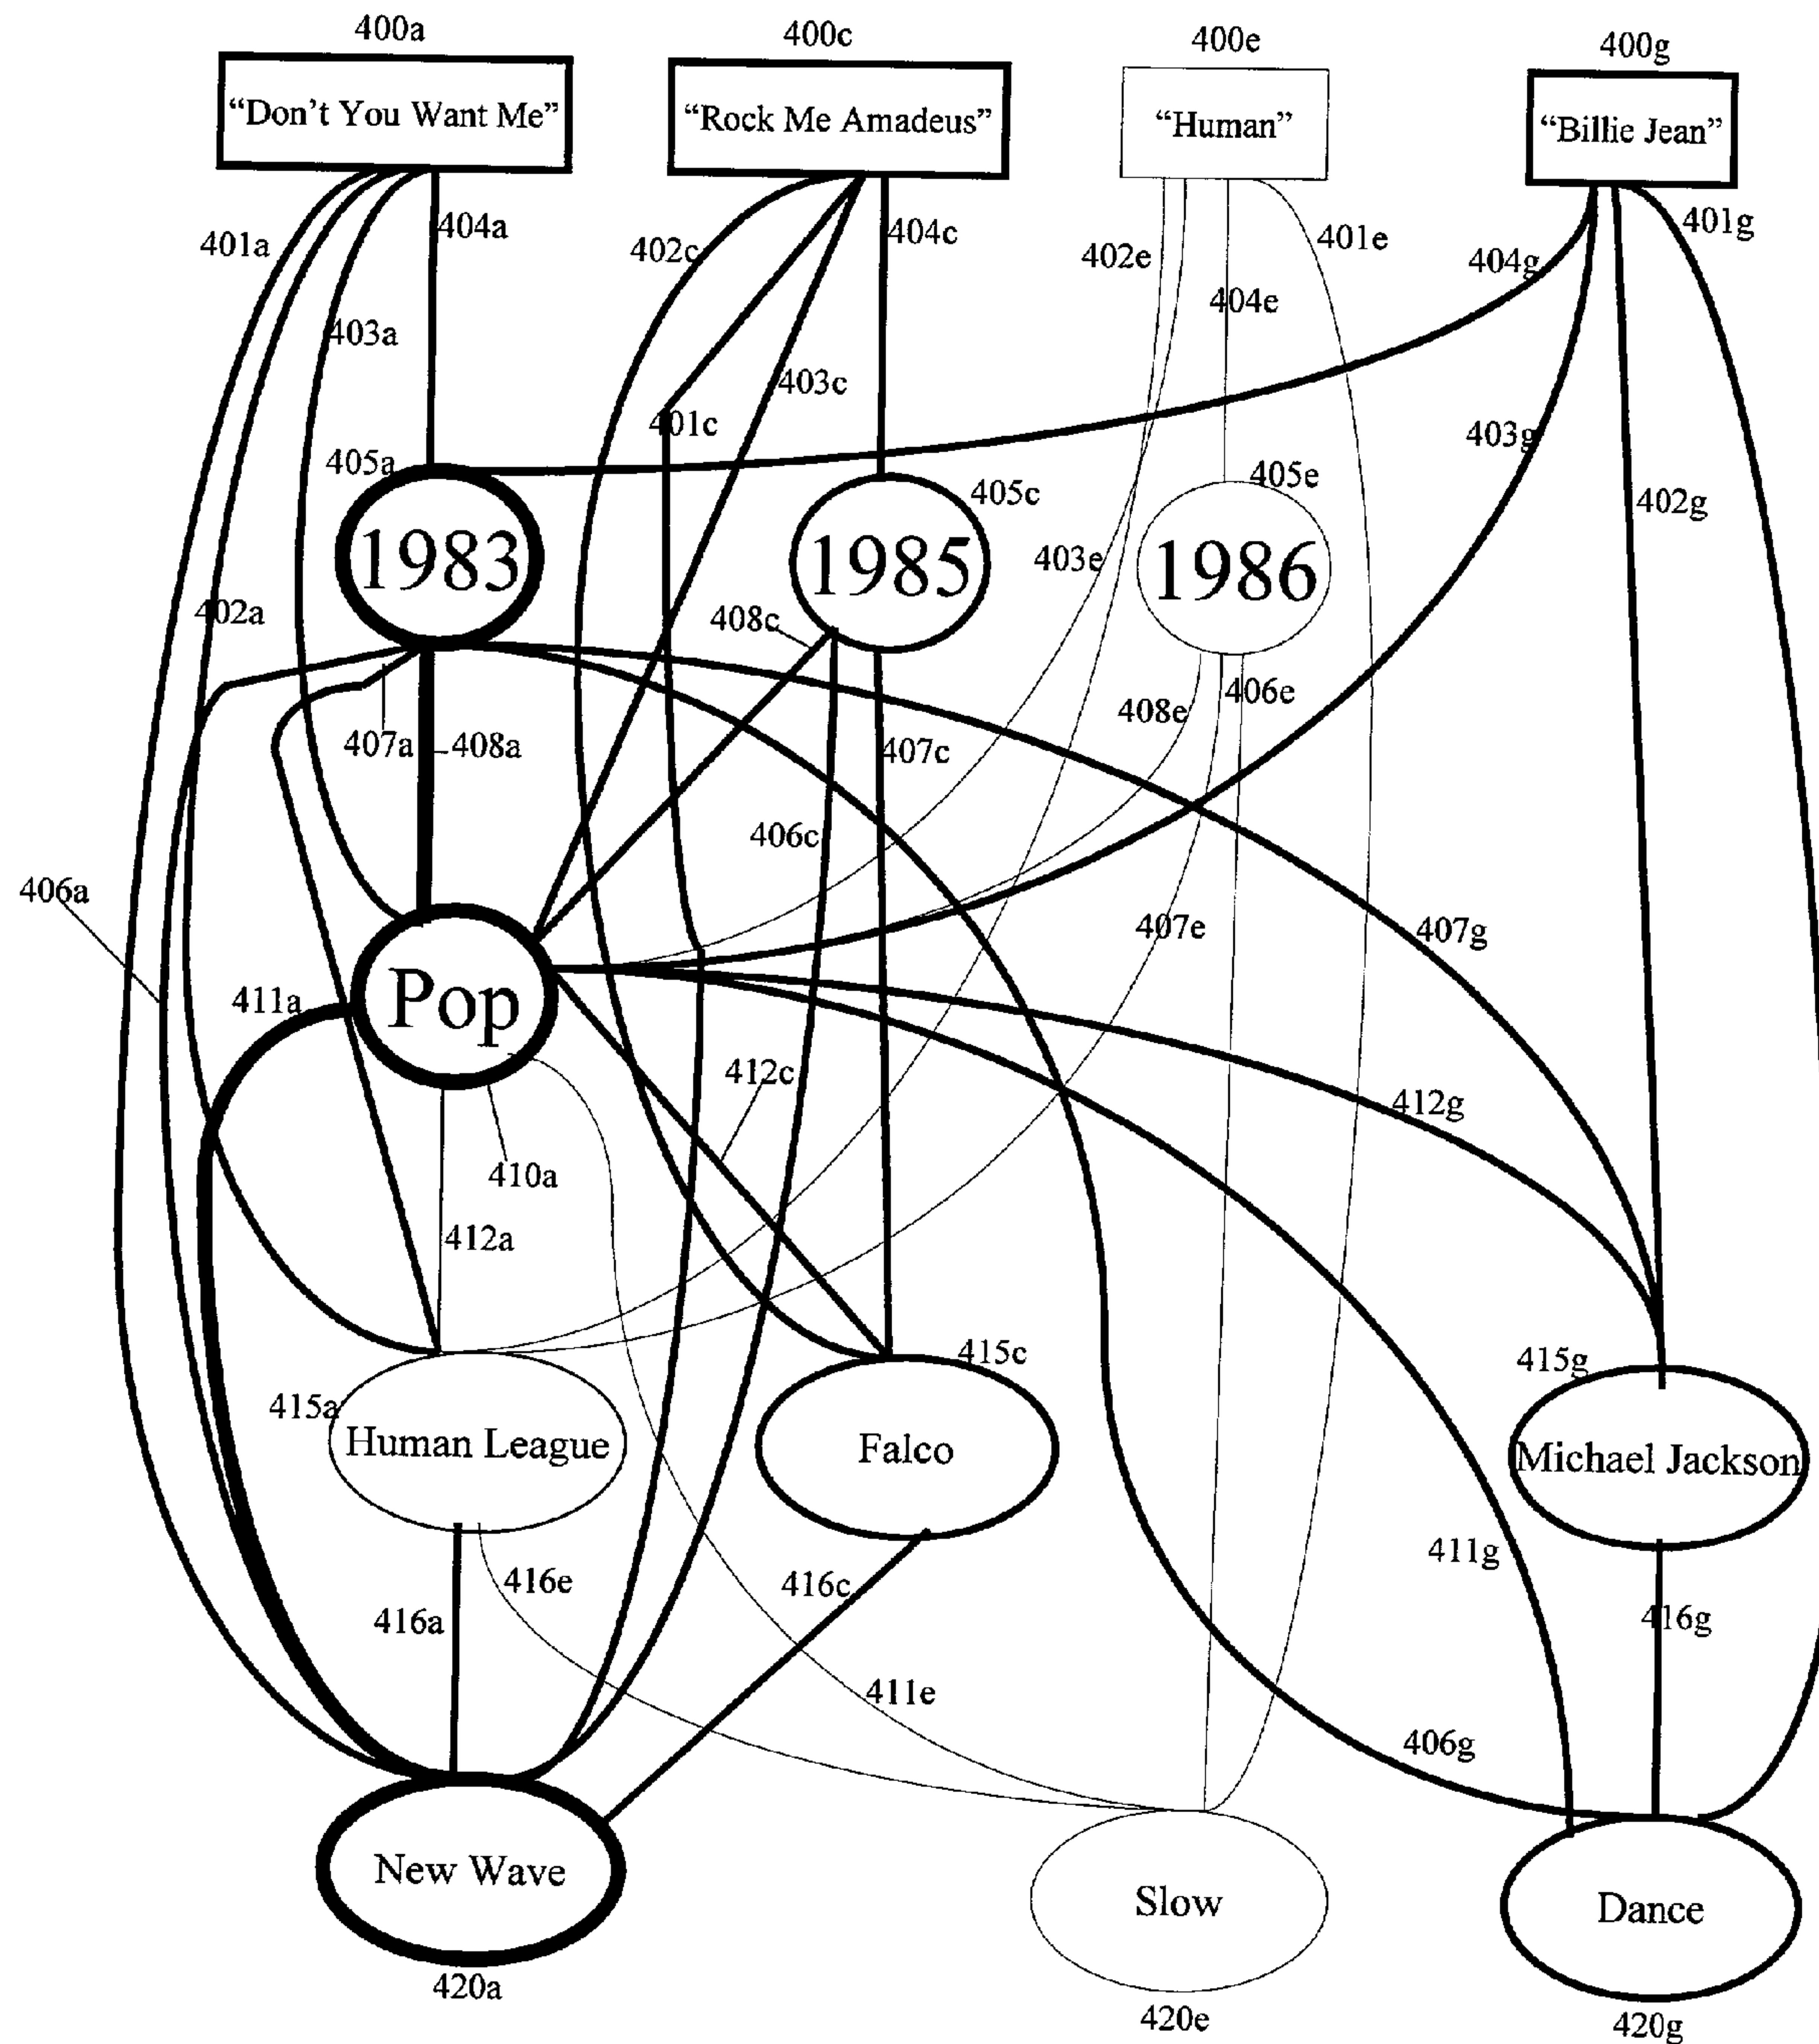 400a
400c
400e
400g
“Don’t You Want Me”
“Rock Me Amadeus”
“Human”
“Billie Jean”
401a
404a
402c
404c
402e
401e
404g
401g
404e
403a
403c
401c
403g
405a
405c
405e
402g
1983
1985
1986
403e
402a
408c
406e
408e
407a
408a
407c
406c
406a
407e
407g
411a
Pop
412c
412g
410a
412a
415a
415c
415g
Human League
Falco
Michael Jackson
416e
416c
411g
416a
416g
411e
406g
New Wave
Slow
Dance
420a
420e
420g